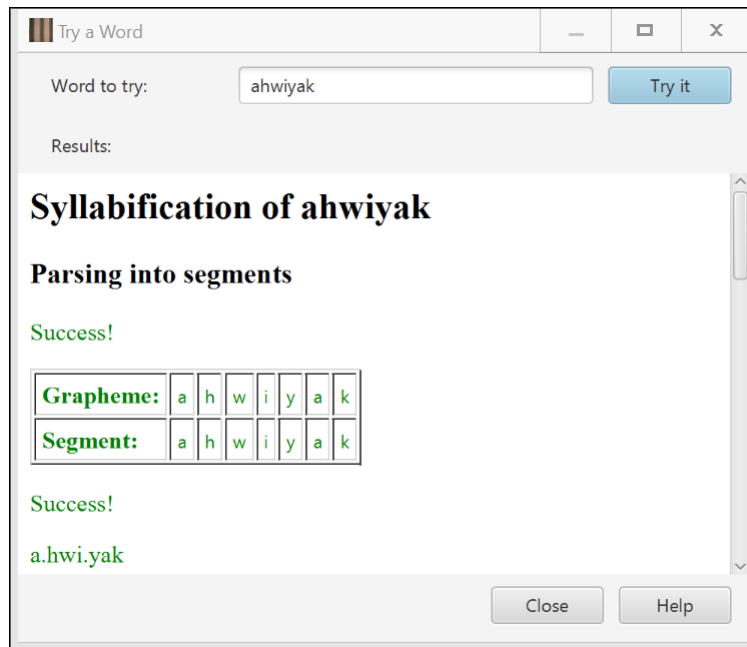 Try a Word
Word to try: ahwiyak Try it
Results:
Syllabification of ahwiyak
Parsing into segments
Success!
Grapheme: a h w i y a k
Segment: a h w i y a k
Success!
a.hwi.yak
Close Help